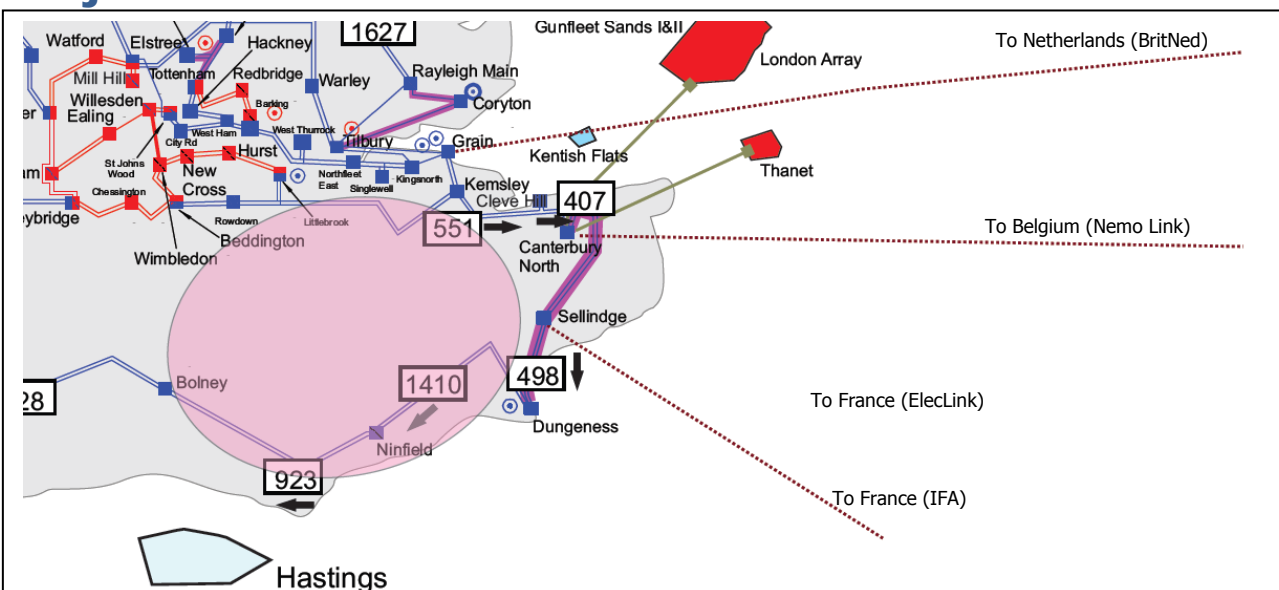 1627
Gunfleet Sands I&II
To Netherlands (BritNed)
Watford
Elstree
Hackney
London Array
Mill Hill
Tottenham
Redbridge
Warley
Rayleigh Main
Coryton
Willesden
Barking
Ealing
er
City Rd
West Ham
West Thurrock
Tilbury
Grain
Kentish Flats
Thanet
St Johns
Wood
Hurst
am
New
Cross
Northfleet
East
Singlewell
Kingsnorth
Kemsley
Chessington
Cleve Hill
407
eybridge
Rowdown
Littlebrook
551
To Belgium (Nemo Link)
Beddington
Wimbledon
Canterbury
North
Sellindge
Bolney
1410
498
28
To France (ElecLink)
Dungeness
Ninfield
923
To France (IFA)
Hastings